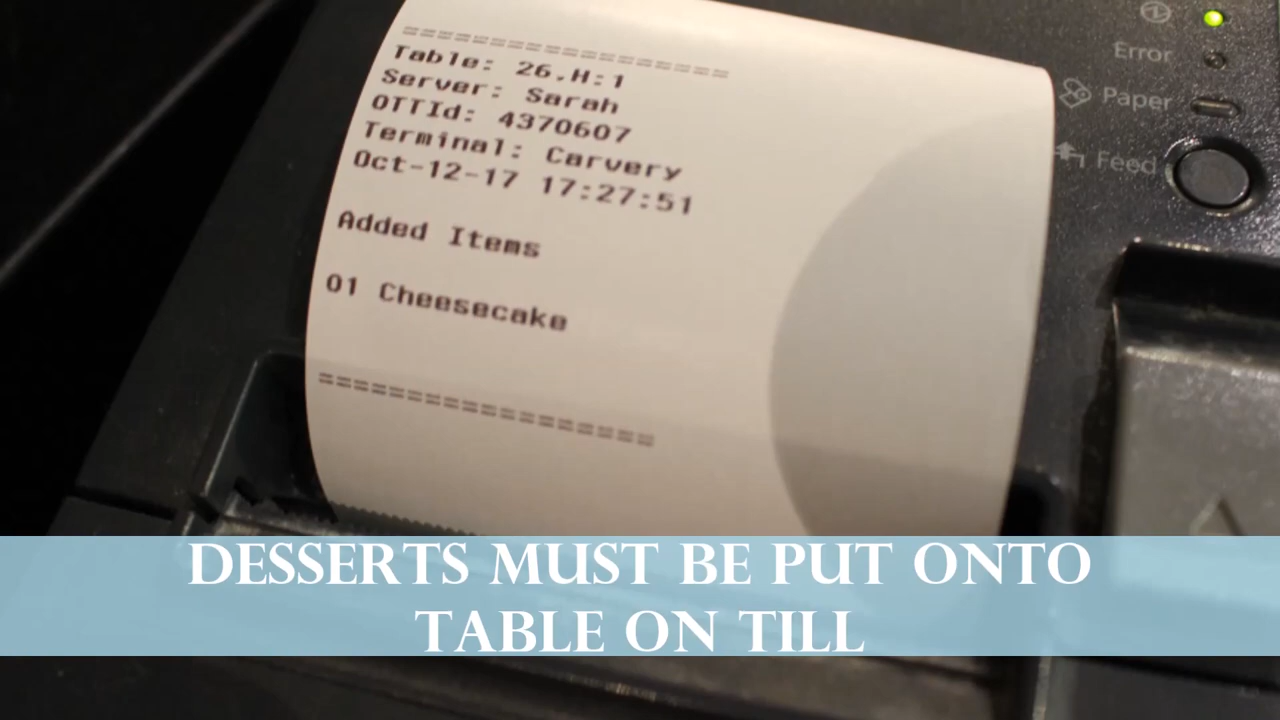 ========================
Table: 26.H:1
Server: Sarah
OTTId: 4370607
Terminal: Carvery
Oct-12-17 17:27:51
Added Items
01 Cheesecake
========================
Error
Paper
Feed
DESSERTS MUST BE PUT ONTO
TABLE ON TILL